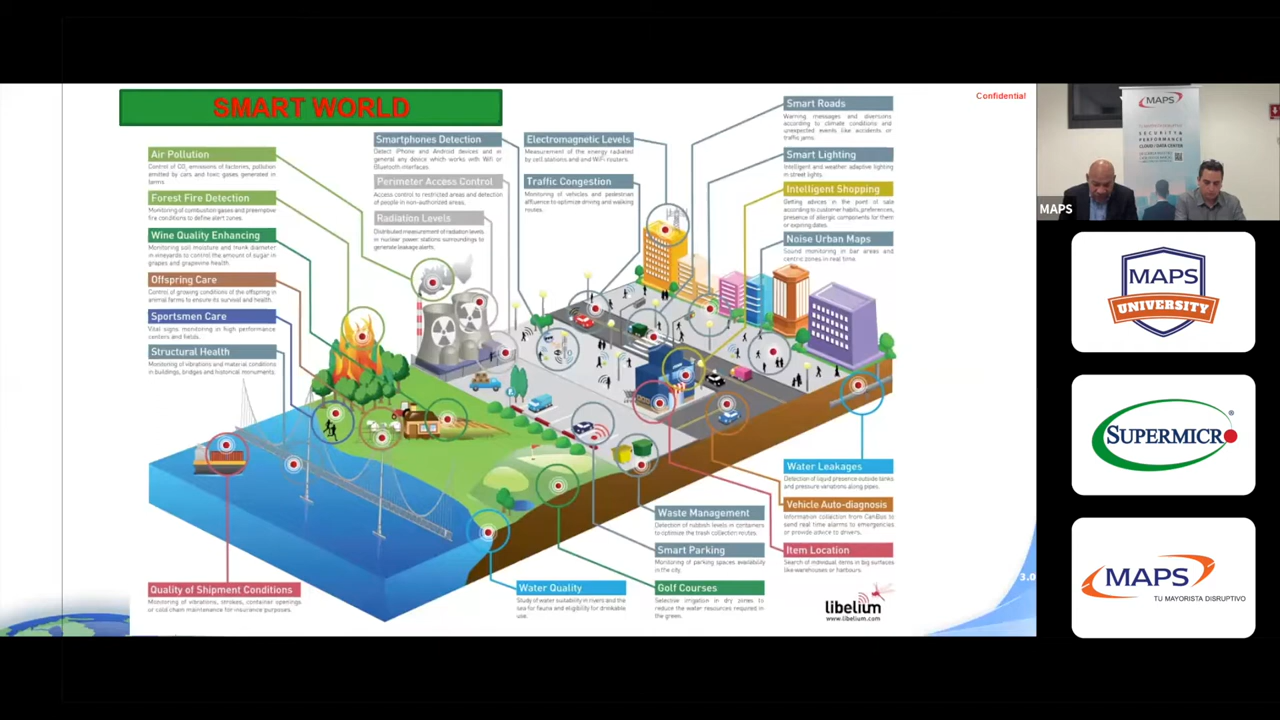 SMART WORLD
Confidential
Air Pollution
Control of CO₂ emissions of factories, pollution
emitted by cars and toxic gases generated in
farms.
Forest Fire Detection
Monitoring of combustion gases and preemptive
fire conditions to define alert zones.
Wine Quality Enhancing
Monitoring soil moisture and trunk diameter
in vineyards to control the amount of sugar in
grapes and grapevine health.
Offspring Care
Control of growing conditions of the offspring in
animal farms to ensure its survival and health.
Sportsmen Care
Vital signs monitoring in high performance
centers and fields.
Structural Health
Monitoring of vibrations and material conditions
in buildings, bridges and historical monuments.
Quality of Shipment Conditions
Monitoring of vibrations, strokes, container openings
or cold chain maintenance for insurance purposes.
Smartphones Detection
Detect iPhone and Android devices and in
general any device which works with Wifi or
Bluetooth interfaces.
Perimeter Access Control
Access control to restricted areas and detection
of people in non-authorized areas.
Radiation Levels
Distributed measurement of radiation levels
in nuclear power stations surroundings to
generate leakage alerts.
Electromagnetic Levels
Measurement of the energy radiated
by cell stations and and WiFi routers.
Traffic Congestion
Monitoring of vehicles and pedestrian
affluence to optimize driving and walking
routes.
Smart Roads
Warning messages and diversions
according to climate conditions and
unexpected events like accidents or
traffic jams.
Smart Lighting
Intelligent and weather adaptive lighting
in street lights.
Intelligent Shopping
Getting advices in the point of sale
according to customer habits, preferences,
presence of allergic components for them
or expiring dates.
Noise Urban Maps
Sound monitoring in bar areas and
centric zones in real time.
Water Leakages
Detection of liquid presence outside tanks
and pressure variations along pipes.
Vehicle Auto-diagnosis
Information collection from CanBus to
send real time alarms to emergencies
or provide advice to drivers.
Item Location
Search of individual items in big surfaces
like warehouses or harbours.
Waste Management
Detection of rubbish levels in containers
to optimize the trash collection routes.
Smart Parking
Monitoring of parking spaces availability
in the city.
Golf Courses
Selective irrigation in dry zones to
reduce the water resources required in
the green.
Water Quality
Study of water suitability in rivers and the
sea for fauna and eligibility for drinkable
use.
libelium
www.libelium.com
3.0
MAPS
SECURITY &
PERFORMANCE
CLOUD / DATA CENTER
MAPS
MAPS
UNIVERSITY
SUPERMICRO®
MAPS
TU MAYORISTA DISRUPTIVO